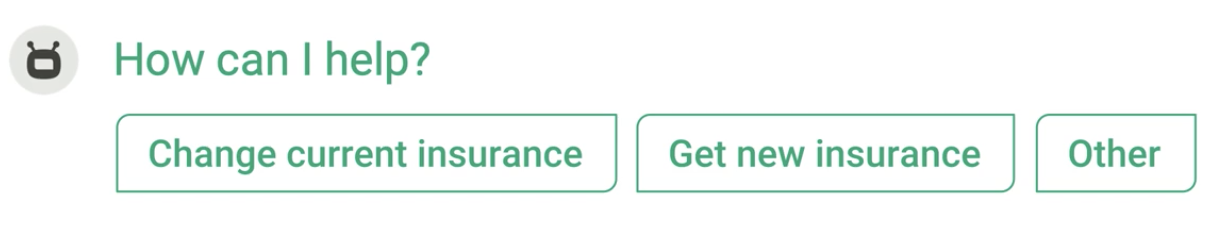 How can I help?
Change current insurance Get new insurance Other